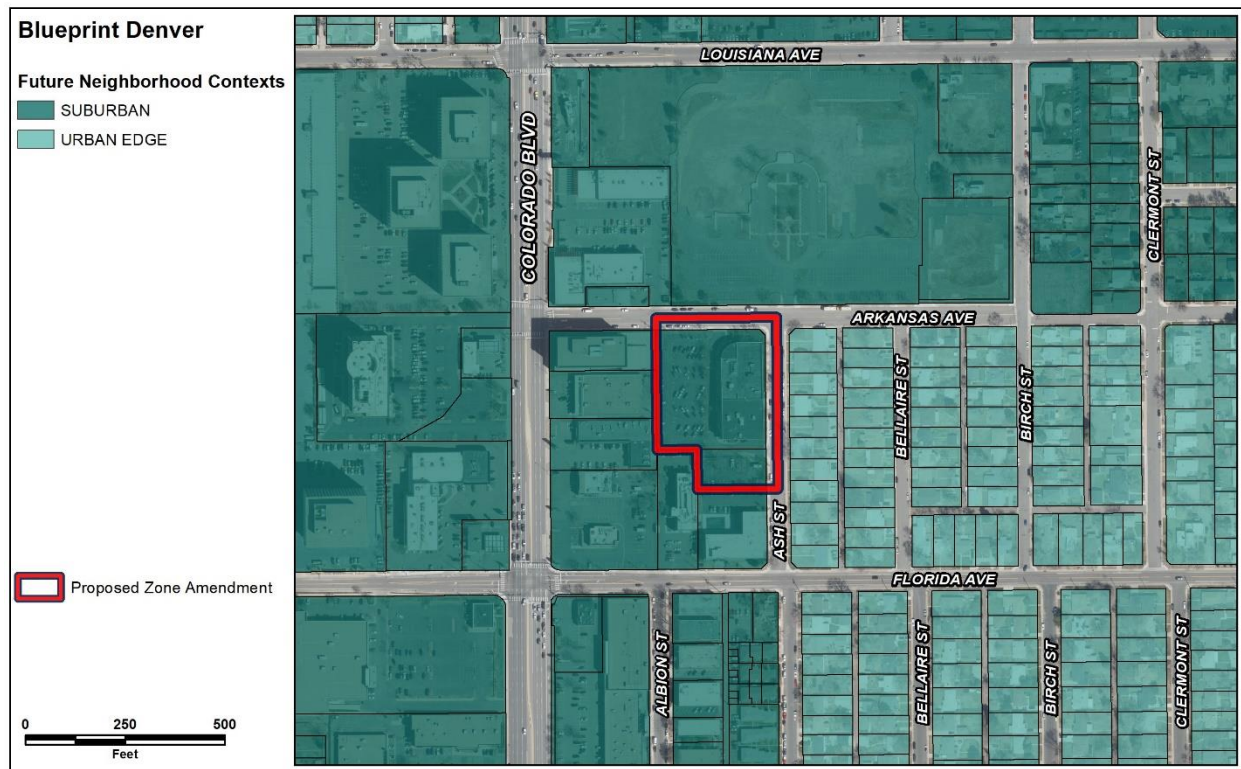 Blueprint Denver
Future Neighborhood Contexts
SUBURBAN
URBAN EDGE
Proposed Zone Amendment
0 250 500
Feet
LOUISIANA AVE
COLORADO BLVD
CLERMONT ST
ARKANSAS AVE
BELLAIRE ST
BIRCH ST
ASH ST
FLORIDA AVE
ALBION ST
BELLAIRE ST
BIRCH ST
CLERMONT ST